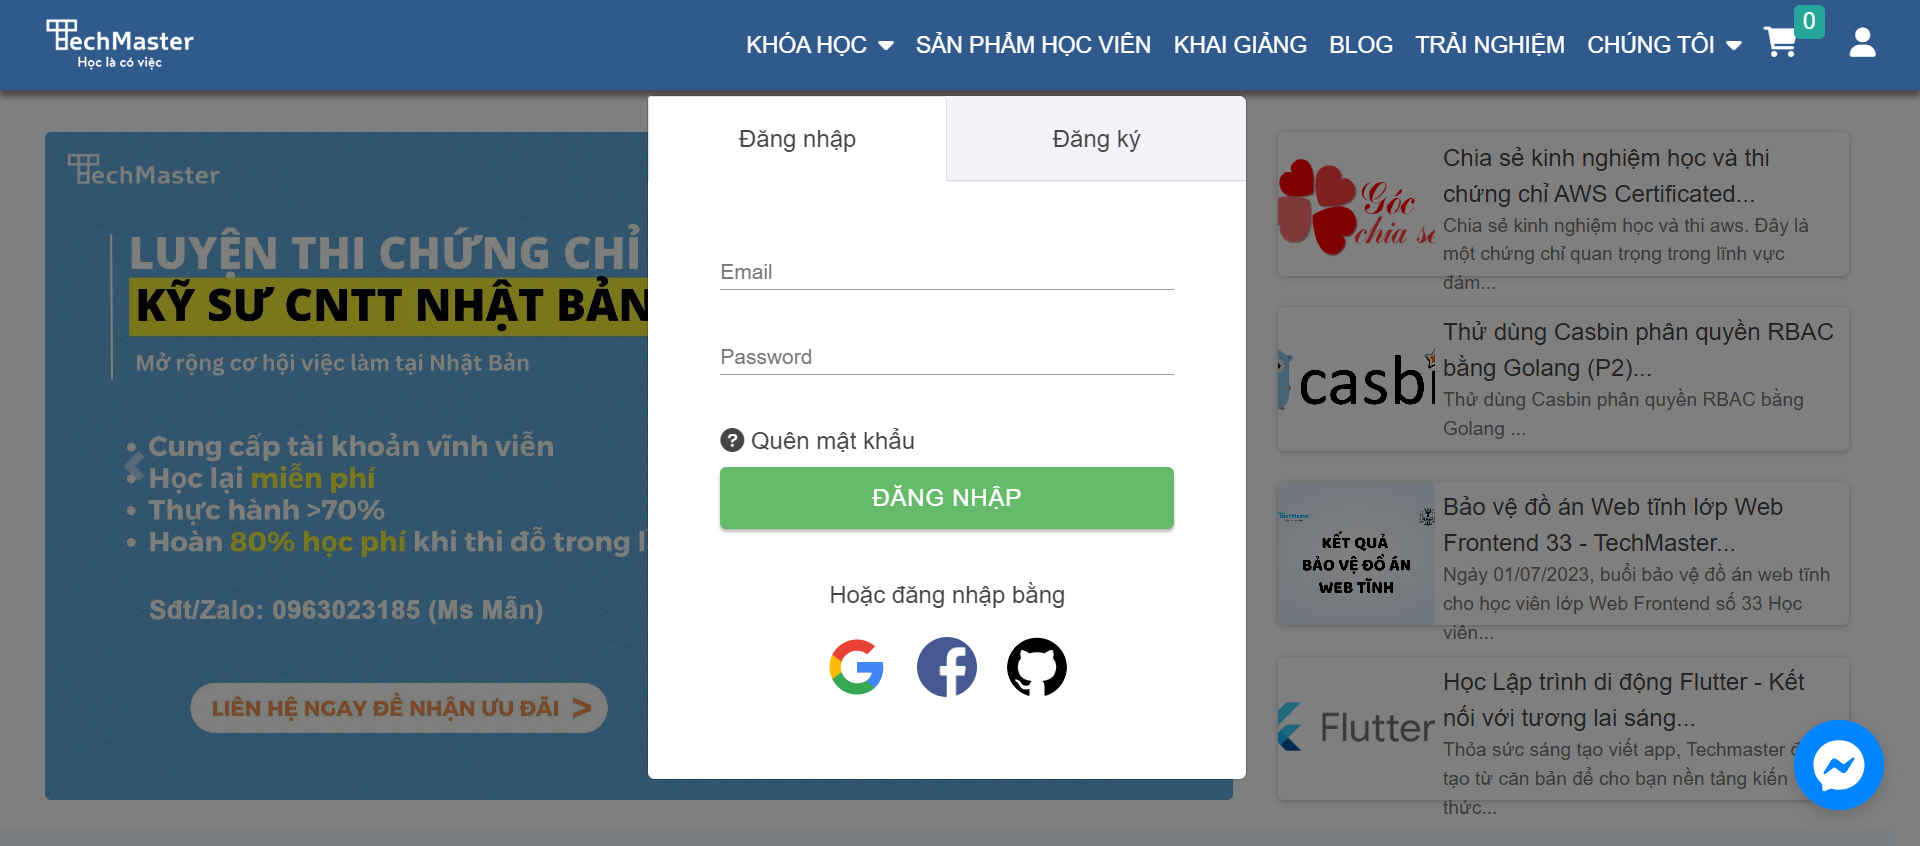 TechMaster
Học là có việc
KHÓA HỌC
SẢN PHẨM HỌC VIÊN
KHAI GIẢNG
BLOG
TRẢI NGHIỆM
CHÚNG TÔI
0
Đăng nhập
Đăng ký
Email
Password
Quên mật khẩu
ĐĂNG NHẬP
Hoặc đăng nhập bằng
TechMaster
LUYỆN THI CHỨNG CHỈ
KỸ SƯ CNTT NHẬT BẢN
Mở rộng cơ hội việc làm tại Nhật Bản
Cung cấp tài khoản vĩnh viễn
Học lại miễn phí
Thực hành >70%
Hoàn 80% học phí khi thi đỗ trong
Sđt/Zalo: 0963023185 (Ms Mẫn)
LIÊN HỆ NGAY ĐỂ NHẬN ƯU ĐÃI >
Góc
chia sẻ
Chia sẻ kinh nghiệm học và thi
chứng chỉ AWS Certificated...
Chia sẻ kinh nghiệm học và thi aws. Đây là
một chứng chỉ quan trọng trong lĩnh vực
đám...
casbi
Thử dùng Casbin phân quyền RBAC
bằng Golang (P2)...
Thử dùng Casbin phân quyền RBAC bằng
Golang ...
TechMaster
KẾT QUẢ
BẢO VỆ ĐỒ ÁN
WEB TĨNH
Bảo vệ đồ án Web tĩnh lớp Web
Frontend 33 - TechMaster...
Ngày 01/07/2023, buổi bảo vệ đồ án web tĩnh
cho học viên lớp Web Frontend số 33 Học
viên...
Flutter
Học Lập trình di động Flutter - Kết
nối với tương lai sáng...
Thỏa sức sáng tạo viết app, Techmaster
tạo từ căn bản để cho bạn nền tảng kiến
thức...